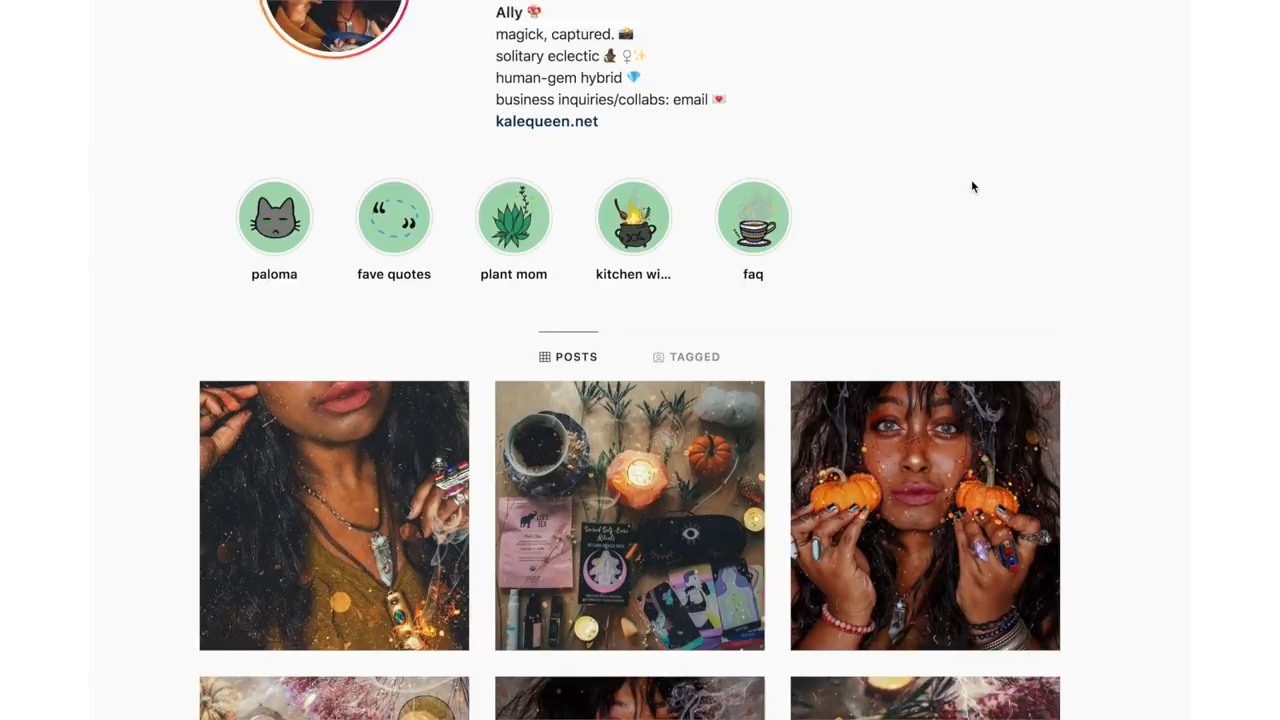 Ally
magick, captured.
solitary eclectic
human-gem hybrid
business inquiries/collabs: email
kalequeen.net
paloma
fave quotes
plant mom
kitchen wi...
faq
POSTS
TAGGED